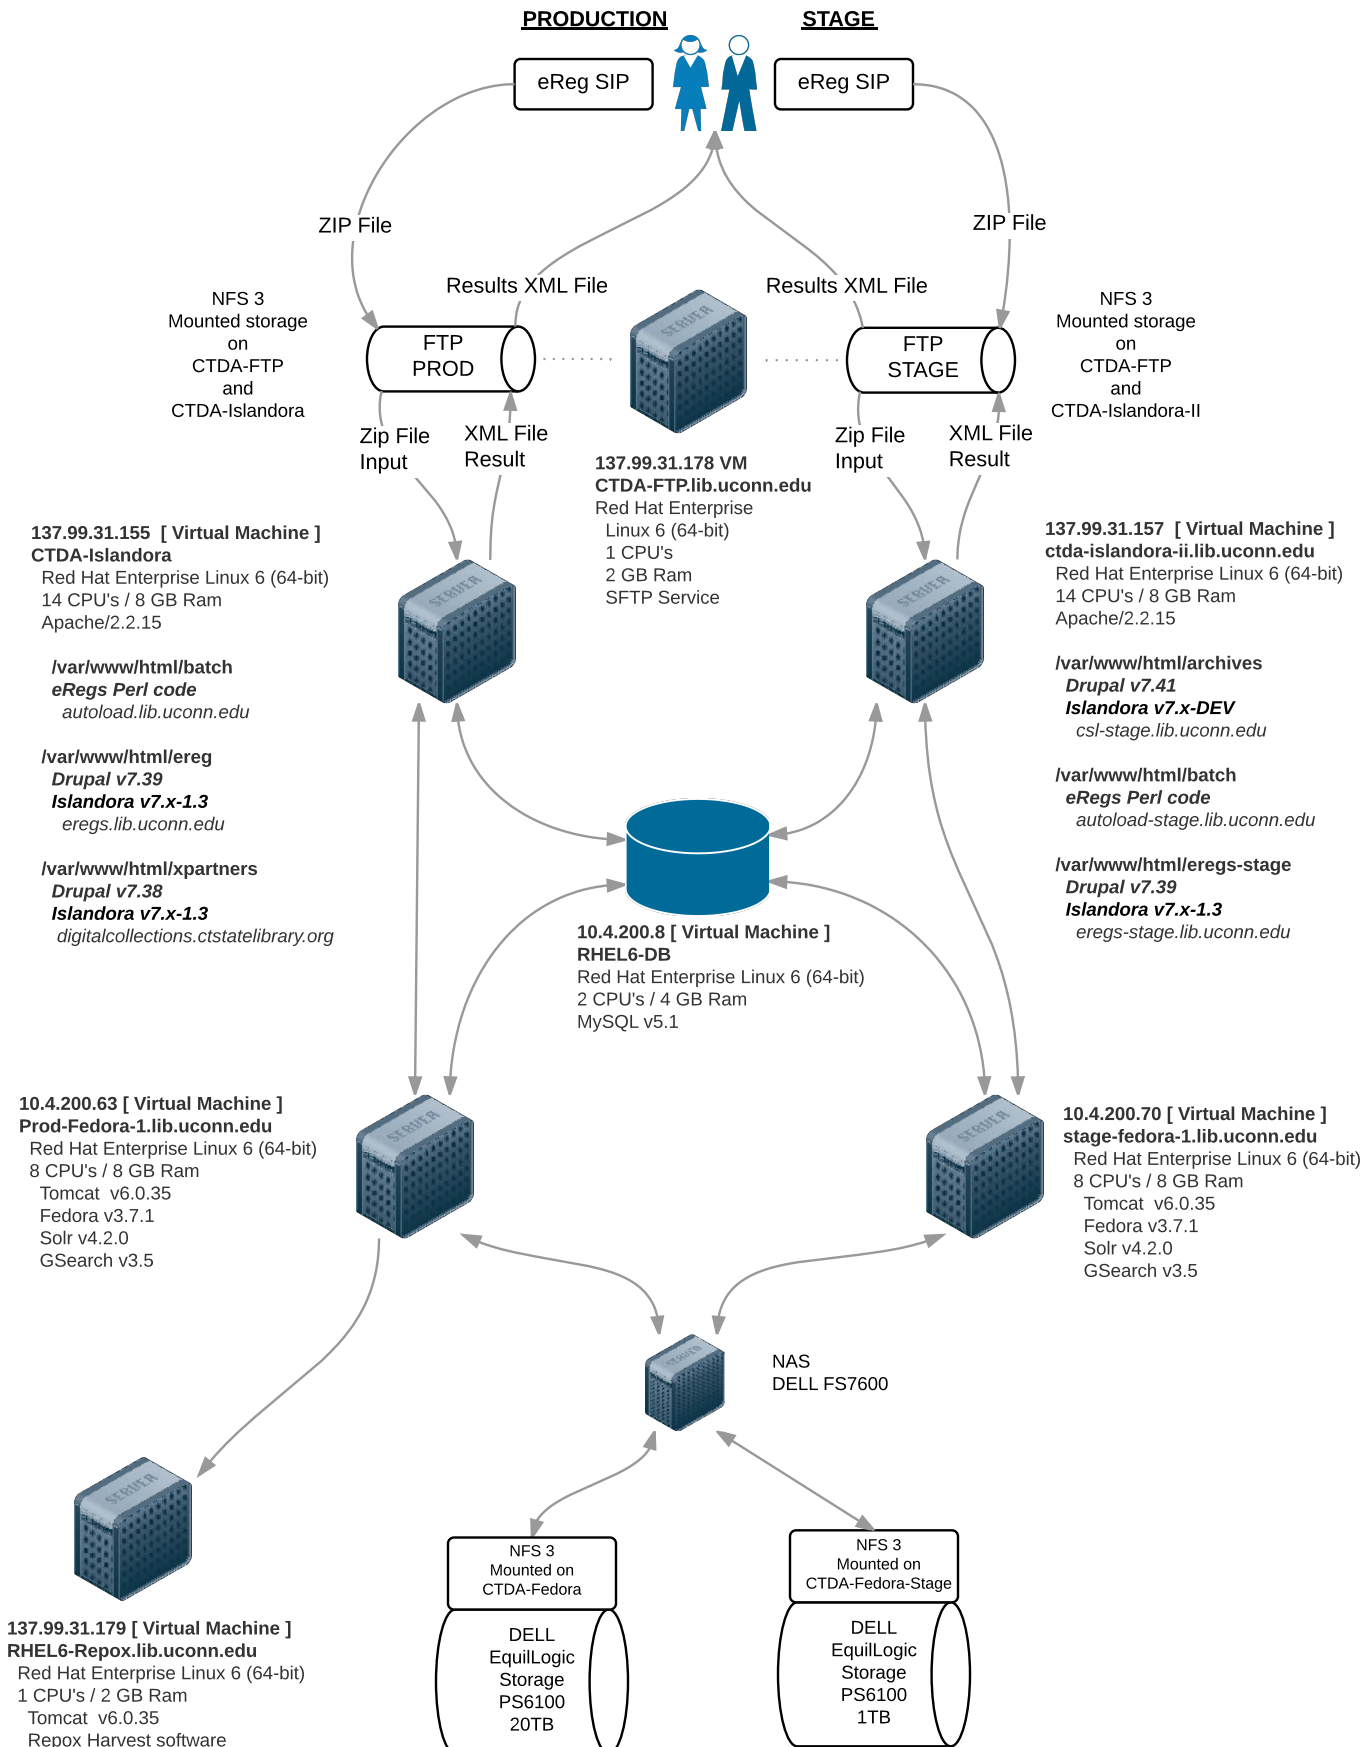 PRODUCTION
STAGE
eReg SIP
eReg SIP
ZIP File
ZIP File
Results XML File
Results XML File
NFS 3
Mounted storage
on
CTDA-FTP
and
CTDA-Islandora
FTP
PROD
SERVER
FTP
STAGE
NFS 3
Mounted storage
on
CTDA-FTP
and
CTDA-Islandora-II
Zip File
Input
XML File
Result
Zip File
Input
XML File
Result
137.99.31.178 VM
CTDA-FTP.lib.uconn.edu
Red Hat Enterprise
Linux 6 (64-bit)
1 CPU's
2 GB Ram
SFTP Service
137.99.31.155  [ Virtual Machine ]
CTDA-Islandora
Red Hat Enterprise Linux 6 (64-bit)
14 CPU's / 8 GB Ram
Apache/2.2.15
/var/www/html/batch
eRegs Perl code
autoload.lib.uconn.edu
/var/www/html/ereg
Drupal v7.39
Islandora v7.x-1.3
eregs.lib.uconn.edu
/var/www/html/xpartners
Drupal v7.38
Islandora v7.x-1.3
digitalcollections.ctstatelibrary.org
SERVER
SERVER
137.99.31.157  [ Virtual Machine ]
ctda-islandora-ii.lib.uconn.edu
Red Hat Enterprise Linux 6 (64-bit)
14 CPU's / 8 GB Ram
Apache/2.2.15
/var/www/html/archives
Drupal v7.41
Islandora v7.x-DEV
csl-stage.lib.uconn.edu
/var/www/html/batch
eRegs Perl code
autoload-stage.lib.uconn.edu
/var/www/html/eregs-stage
Drupal v7.39
Islandora v7.x-1.3
eregs-stage.lib.uconn.edu
10.4.200.8 [ Virtual Machine ]
RHEL6-DB
Red Hat Enterprise Linux 6 (64-bit)
2 CPU's / 4 GB Ram
MySQL v5.1
10.4.200.63 [ Virtual Machine ]
Prod-Fedora-1.lib.uconn.edu
Red Hat Enterprise Linux 6 (64-bit)
8 CPU's / 8 GB Ram
Tomcat  v6.0.35
Fedora v3.7.1
Solr v4.2.0
GSearch v3.5
SERVER
SERVER
10.4.200.70 [ Virtual Machine ]
stage-fedora-1.lib.uconn.edu
Red Hat Enterprise Linux 6 (64-bit)
8 CPU's / 8 GB Ram
Tomcat  v6.0.35
Fedora v3.7.1
Solr v4.2.0
GSearch v3.5
SERVER
NAS
DELL FS7600
SERVER
137.99.31.179 [ Virtual Machine ]
RHEL6-Repox.lib.uconn.edu
Red Hat Enterprise Linux 6 (64-bit)
1 CPU's / 2 GB Ram
Tomcat  v6.0.35
Repox Harvest software
NFS 3
Mounted on
CTDA-Fedora
DELL
EquilLogic
Storage
PS6100
20TB
NFS 3
Mounted on
CTDA-Fedora-Stage
DELL
EquilLogic
Storage
PS6100
1TB